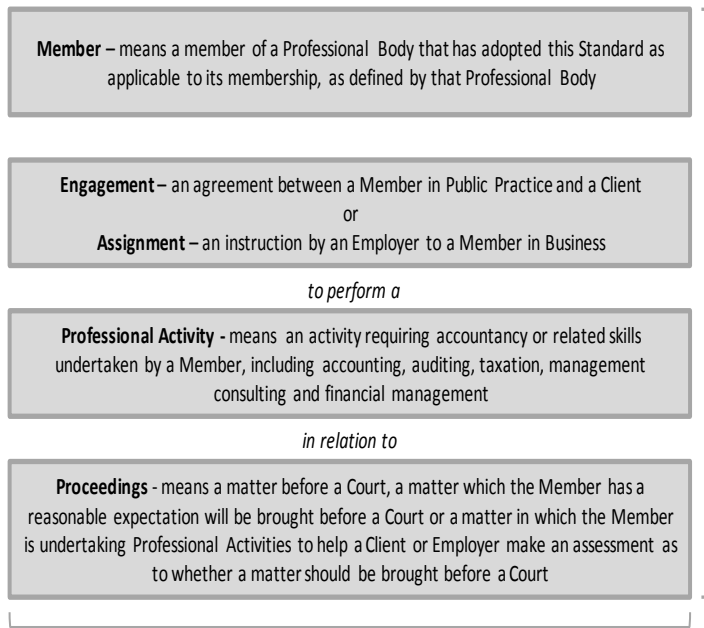 Member – means a member of a Professional Body that has adopted this Standard as
applicable to its membership, as defined by that Professional Body
Engagement – an agreement between a Member in Public Practice and a Client
or
Assignment – an instruction by an Employer to a Member in Business
to perform a
Professional Activity - means an activity requiring accountancy or related skills
undertaken by a Member, including accounting, auditing, taxation, management
consulting and financial management
in relation to
Proceedings - means a matter before a Court, a matter which the Member has a
reasonable expectation will be brought before a Court or a matter in which the Member
is undertaking Professional Activities to help a Client or Employer make an assessment as
to whether a matter should be brought before a Court